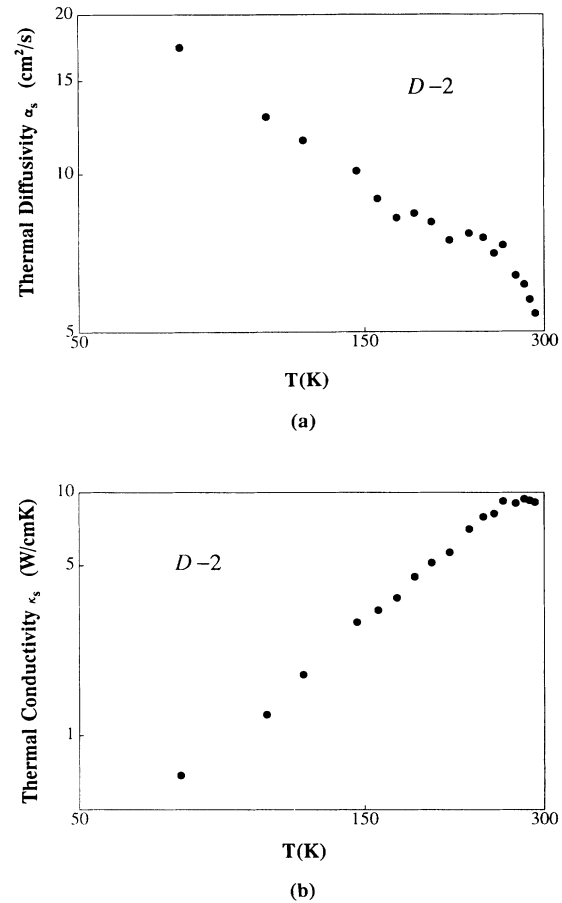 20
15
10
5
Thermal Diffusivity αs (cm²/s)
D-2
50 150 300
T(K)
(a)
10
5
1
Thermal Conductivity κs (W/cmK)
D-2
50 150 300
T(K)
(b)